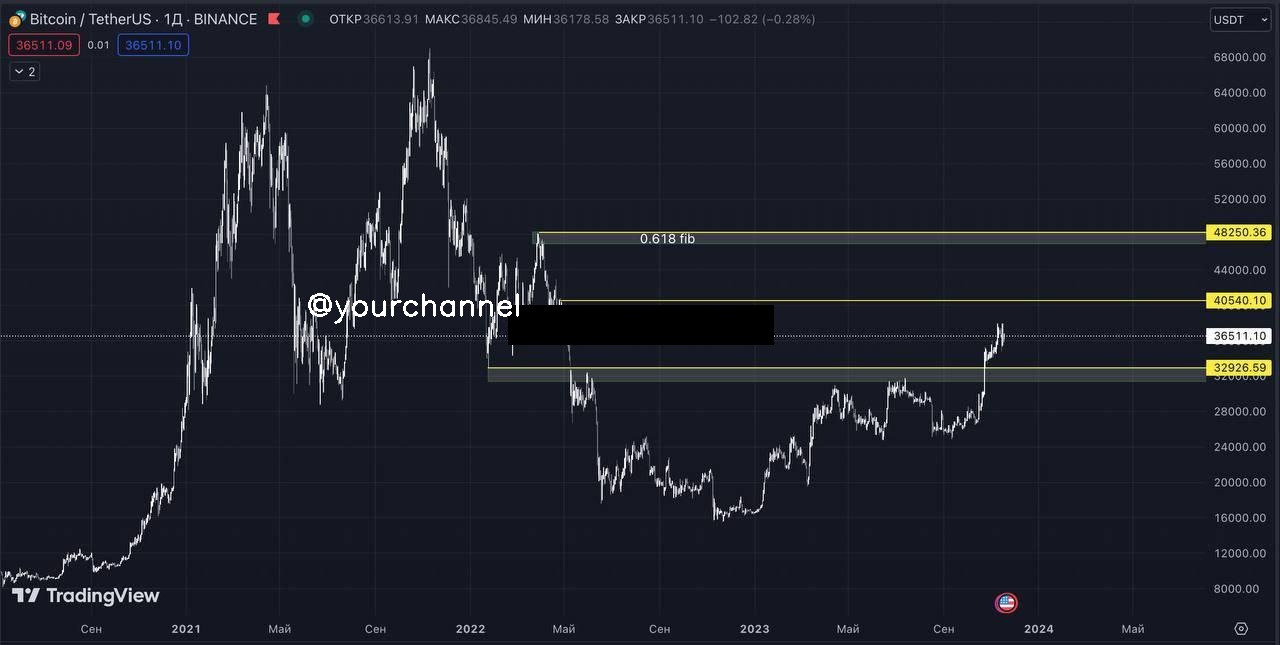 Bitcoin / TetherUS · 1Д · BINANCE ОТКР36613.91 МАКС36845.49 МИН36178.58 ЗАКР36511.10 −102.82 (−0.28%)
USDT
36511.09 0.01 36511.10
2
68000.00
64000.00
60000.00
56000.00
52000.00
0.618 fib
48250.36
44000.00
@yourchannel
40540.10
36511.10
32926.59
32000.00
28000.00
24000.00
20000.00
16000.00
12000.00
8000.00
TradingView
Сен 2021 Май Сен 2022 Май Сен 2023 Май Сен 2024 Май